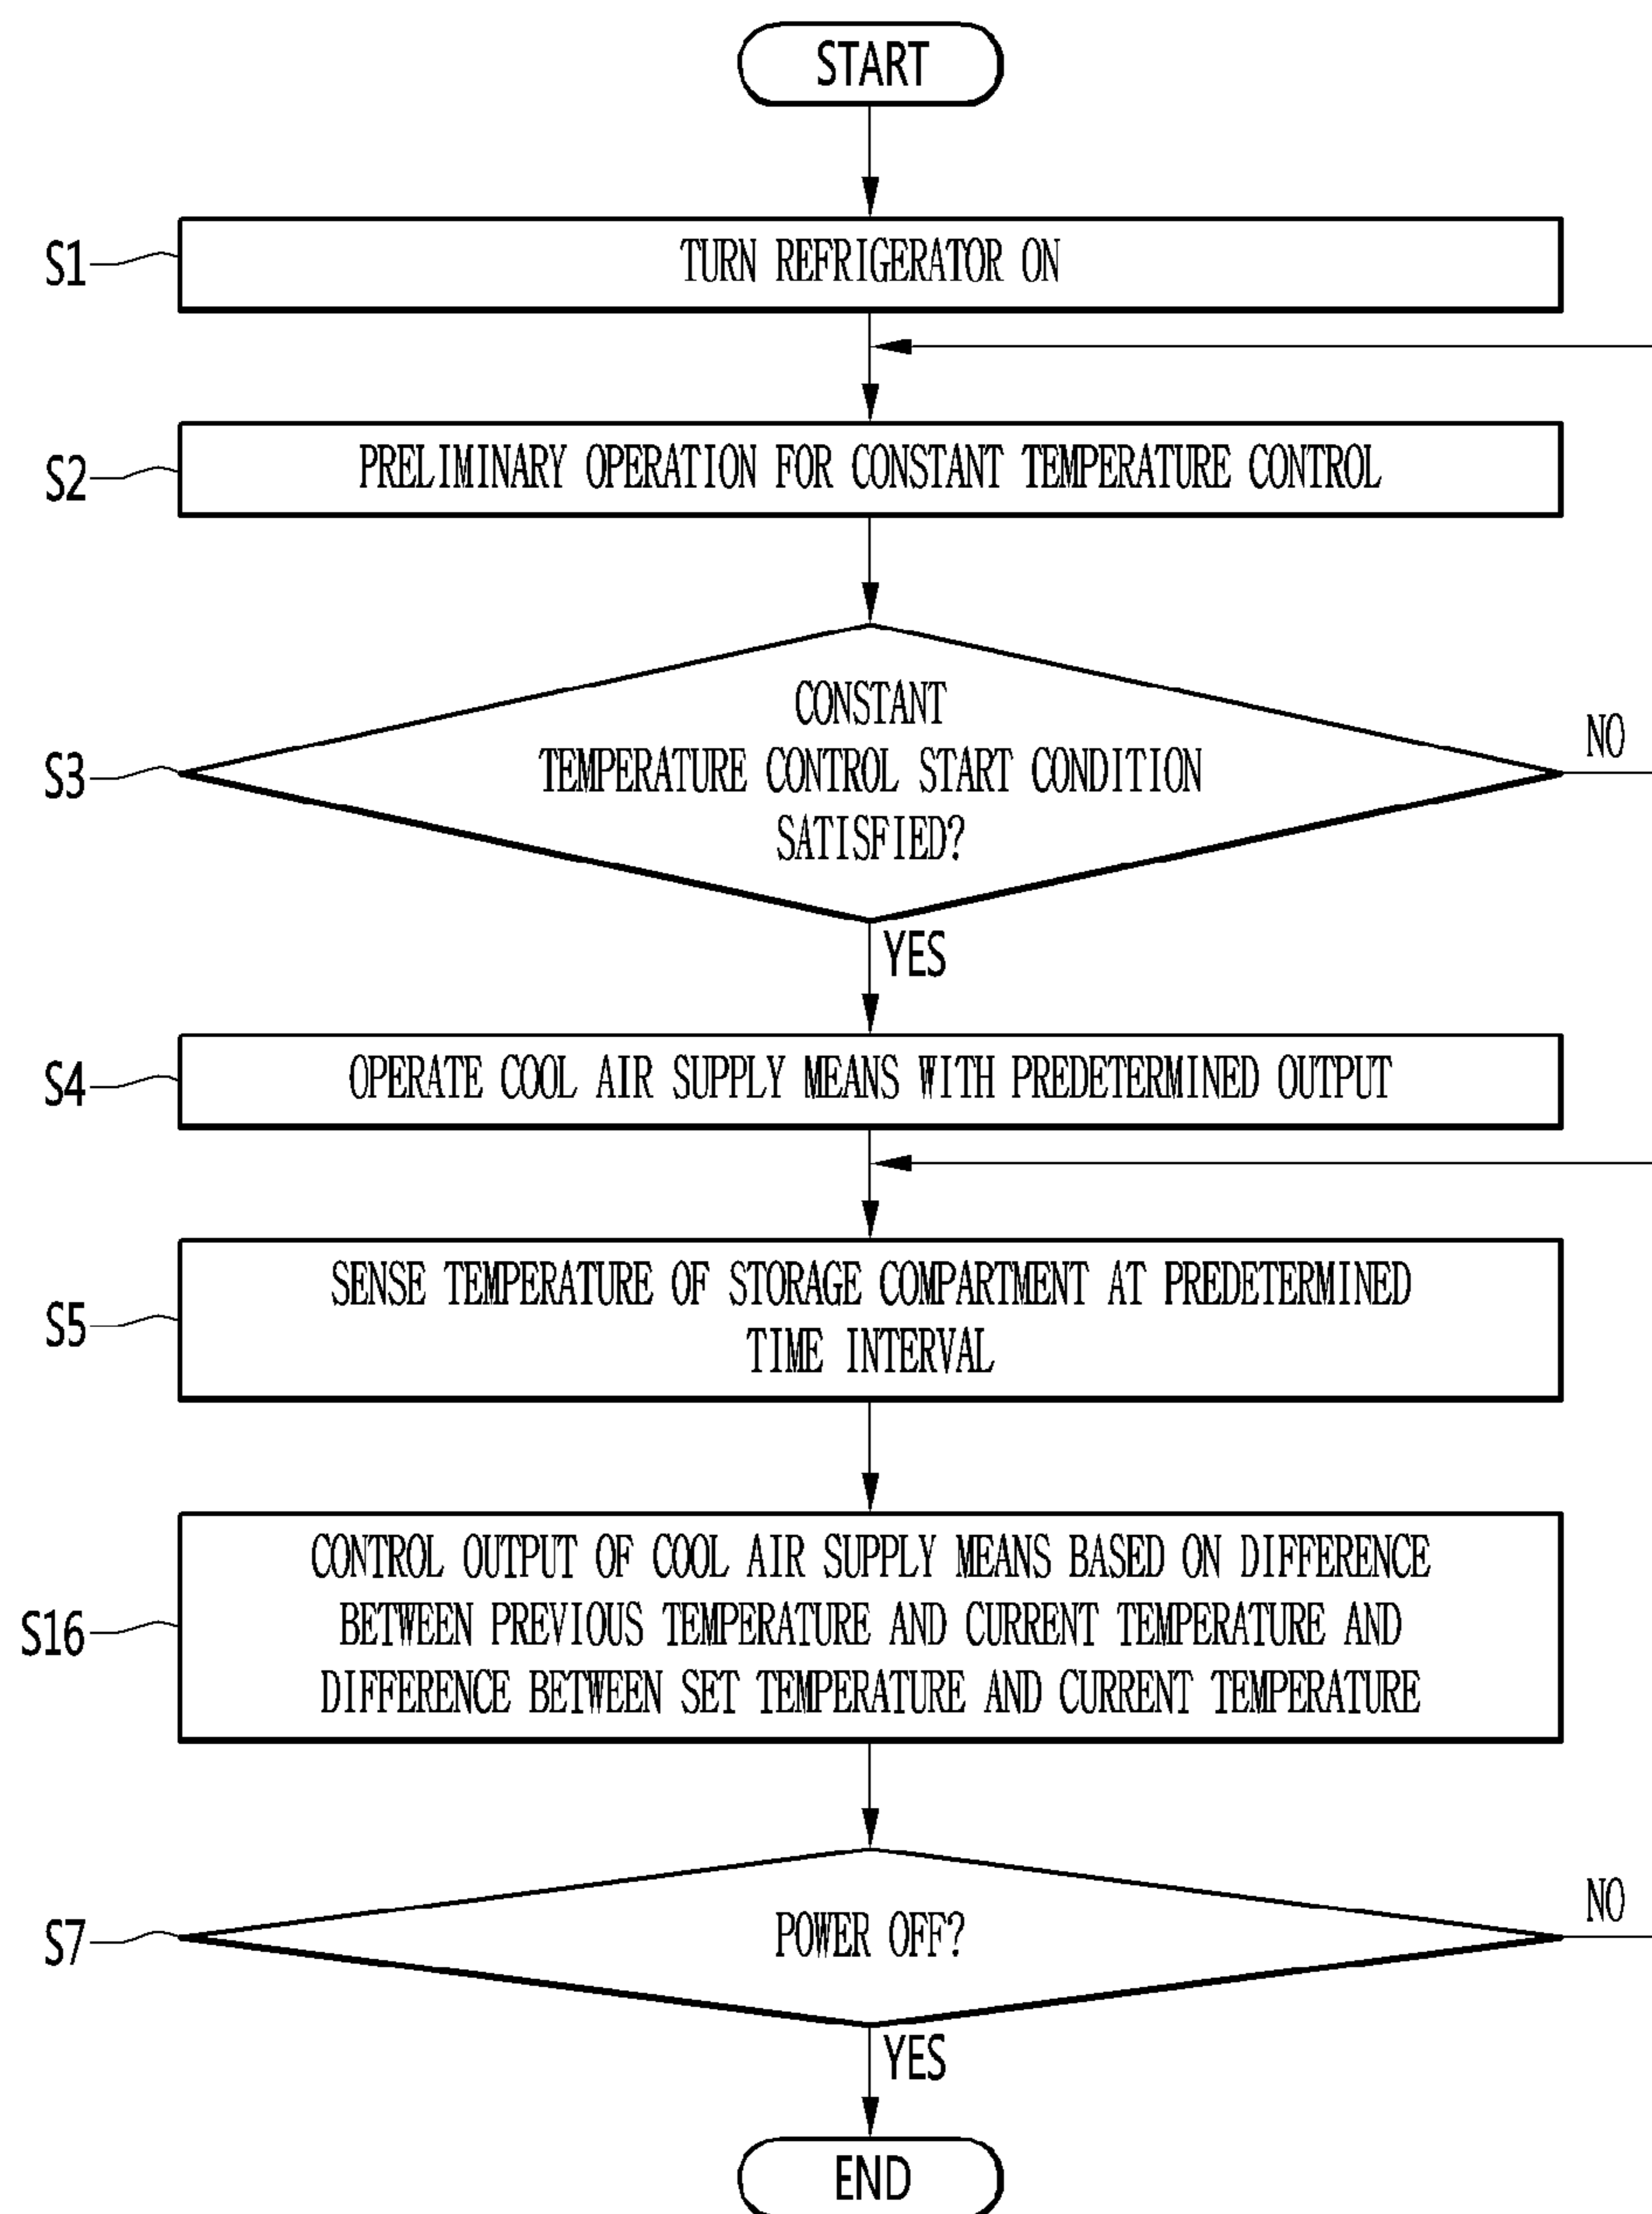 START
S1
TURN REFRIGERATOR ON
S2
PRELIMINARY OPERATION FOR CONSTANT TEMPERATURE CONTROL
S3
CONSTANT
TEMPERATURE CONTROL START CONDITION
SATISFIED?
NO
YES
S4
OPERATE COOL AIR SUPPLY MEANS WITH PREDETERMINED OUTPUT
S5
SENSE TEMPERATURE OF STORAGE COMPARTMENT AT PREDETERMINED
TIME INTERVAL
S16
CONTROL OUTPUT OF COOL AIR SUPPLY MEANS BASED ON DIFFERENCE
BETWEEN PREVIOUS TEMPERATURE AND CURRENT TEMPERATURE AND
DIFFERENCE BETWEEN SET TEMPERATURE AND CURRENT TEMPERATURE
S7
POWER OFF?
NO
YES
END